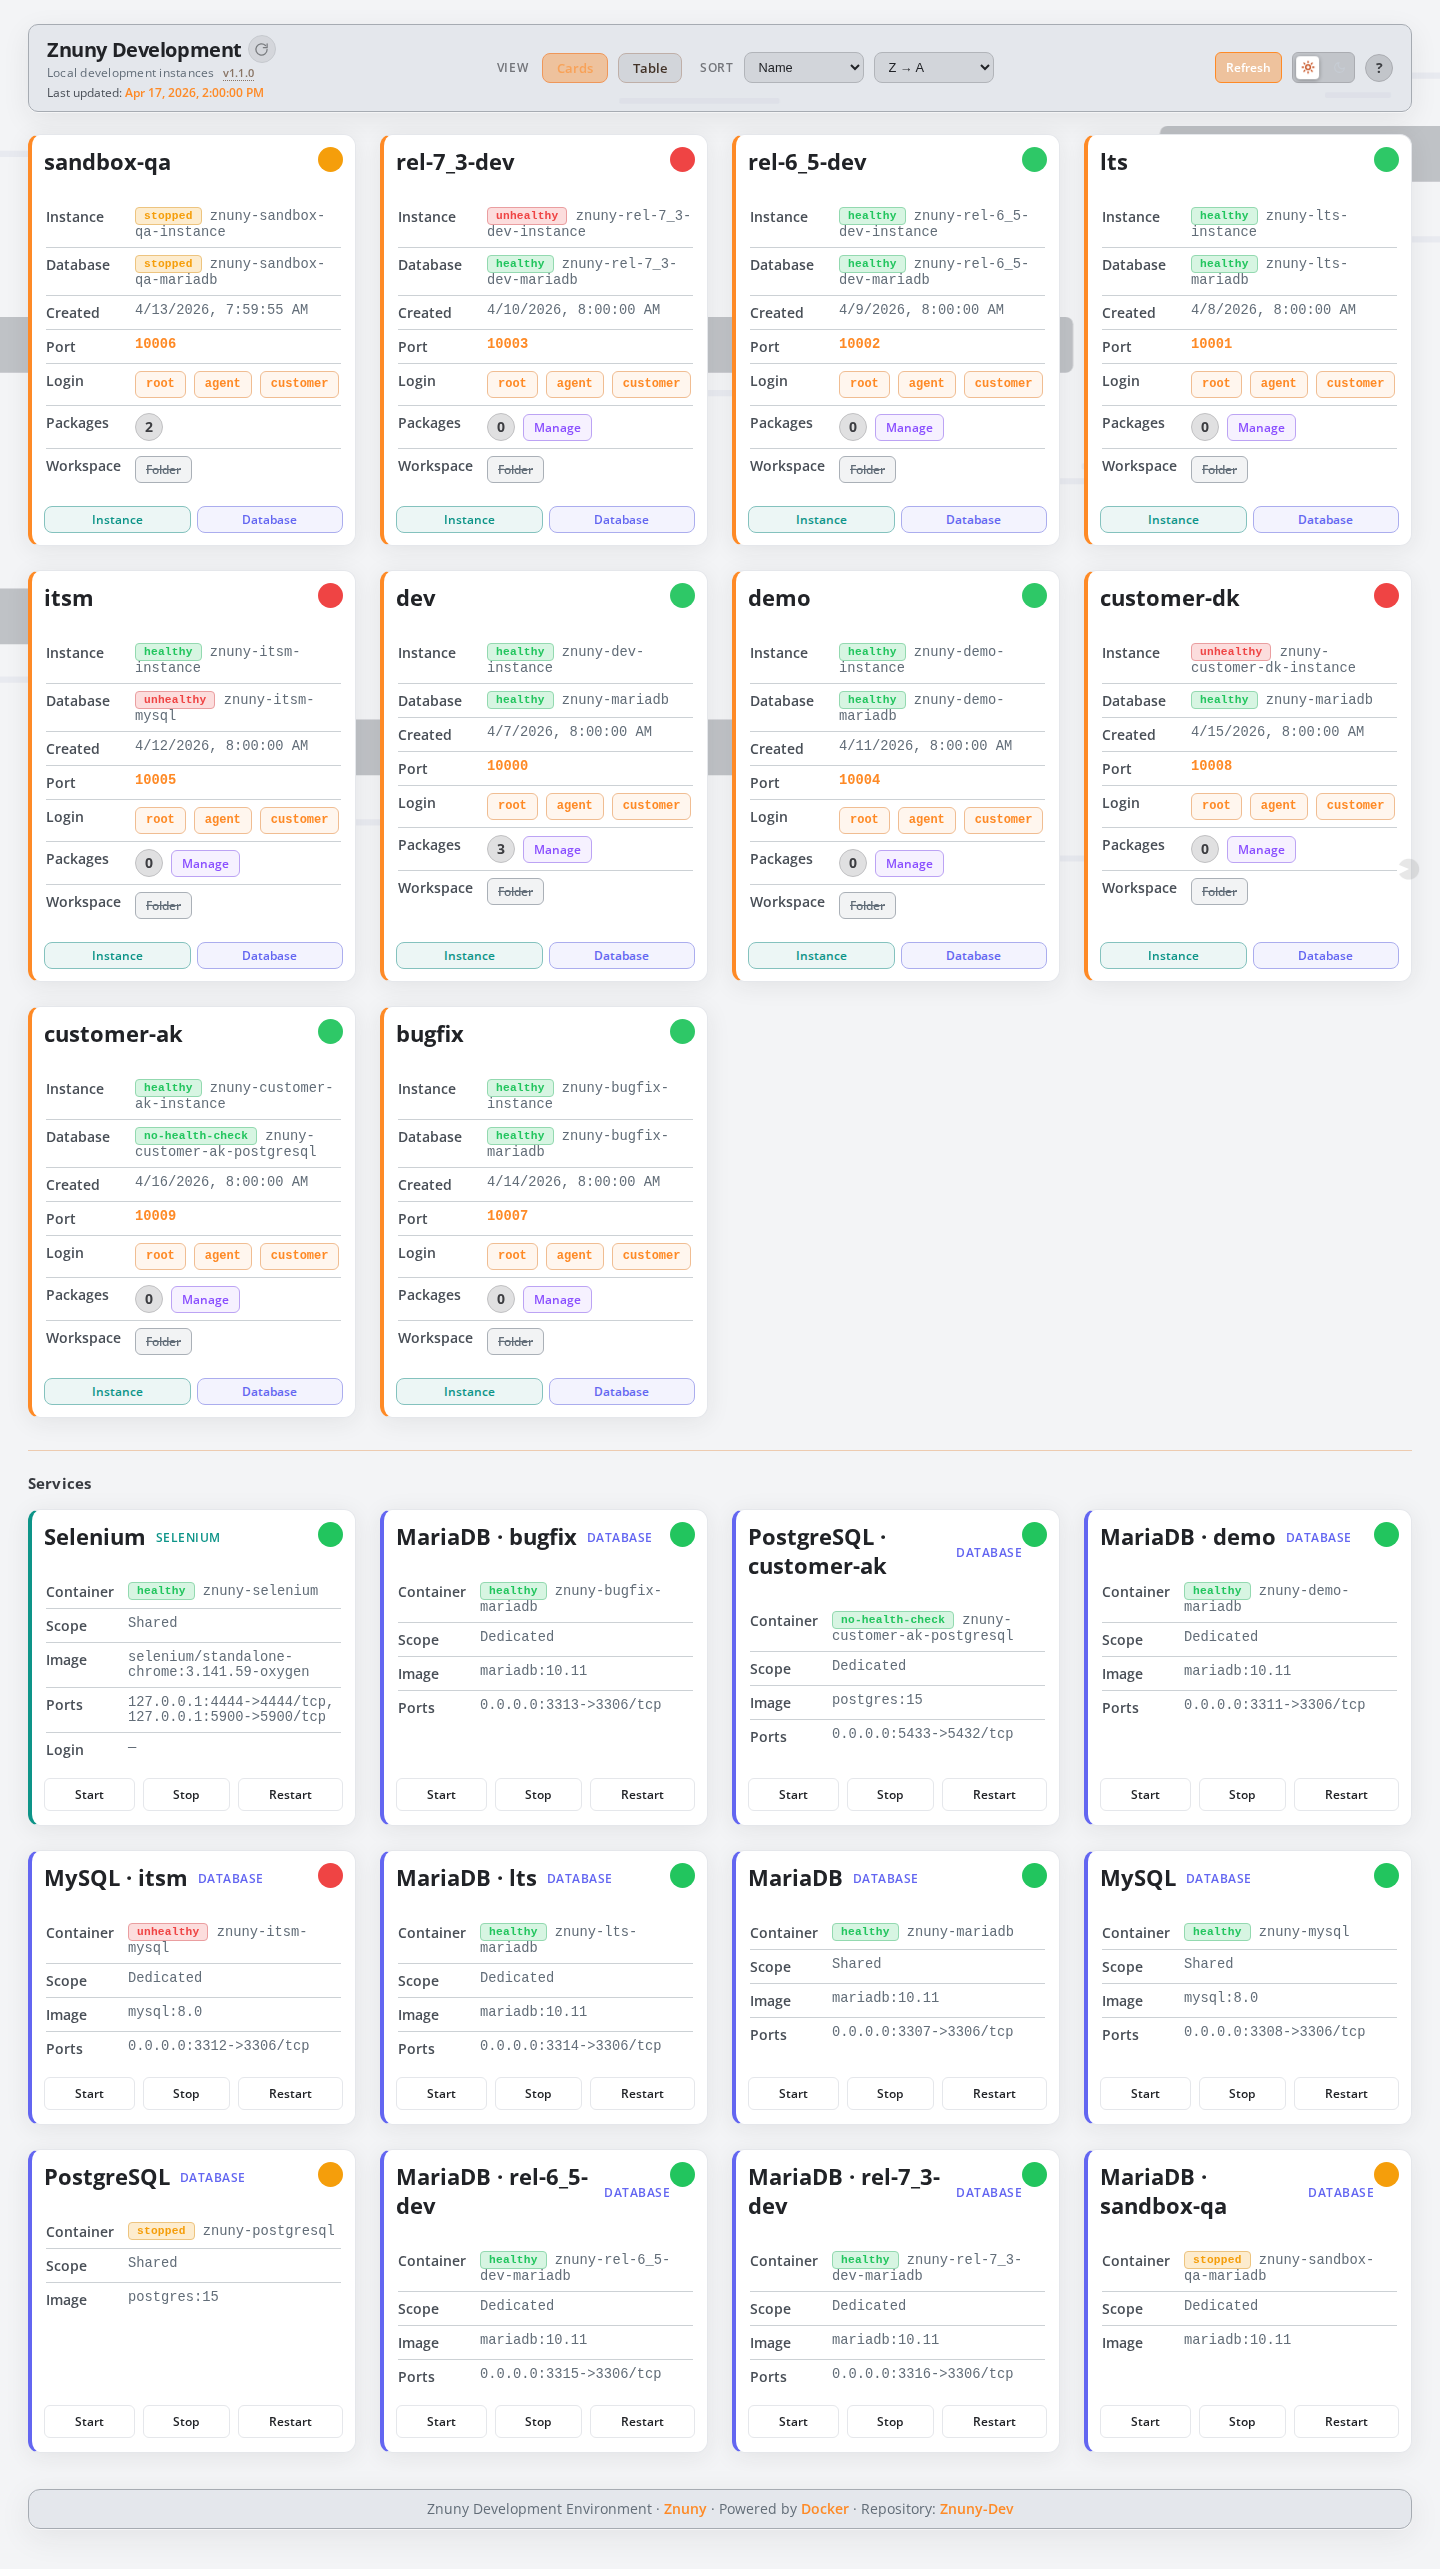 Znuny Development
Local development instances v1.1.0
Last updated: Apr 17, 2026, 2:00:00 PM
VIEW Cards Table SORT Name Z → A
Refresh ?
sandbox-qa
Instance stopped znuny-sandbox-
qa-instance
Database stopped znuny-sandbox-
qa-mariadb
Created 4/13/2026, 7:59:55 AM
Port 10006
Login root agent customer
Packages 2
Workspace Folder
Instance Database
rel-7_3-dev
Instance unhealthy znuny-rel-7_3-
dev-instance
Database healthy znuny-rel-7_3-
dev-mariadb
Created 4/10/2026, 8:00:00 AM
Port 10003
Login root agent customer
Packages 0 Manage
Workspace Folder
Instance Database
rel-6_5-dev
Instance healthy znuny-rel-6_5-
dev-instance
Database healthy znuny-rel-6_5-
dev-mariadb
Created 4/9/2026, 8:00:00 AM
Port 10002
Login root agent customer
Packages 0 Manage
Workspace Folder
Instance Database
lts
Instance healthy znuny-lts-
instance
Database healthy znuny-lts-
mariadb
Created 4/8/2026, 8:00:00 AM
Port 10001
Login root agent customer
Packages 0 Manage
Workspace Folder
Instance Database
itsm
Instance healthy znuny-itsm-
instance
Database unhealthy znuny-itsm-
mysql
Created 4/12/2026, 8:00:00 AM
Port 10005
Login root agent customer
Packages 0 Manage
Workspace Folder
Instance Database
dev
Instance healthy znuny-dev-
instance
Database healthy znuny-mariadb
Created 4/7/2026, 8:00:00 AM
Port 10000
Login root agent customer
Packages 3 Manage
Workspace Folder
Instance Database
demo
Instance healthy znuny-demo-
instance
Database healthy znuny-demo-
mariadb
Created 4/11/2026, 8:00:00 AM
Port 10004
Login root agent customer
Packages 0 Manage
Workspace Folder
Instance Database
customer-dk
Instance unhealthy znuny-
customer-dk-instance
Database healthy znuny-mariadb
Created 4/15/2026, 8:00:00 AM
Port 10008
Login root agent customer
Packages 0 Manage
Workspace Folder
Instance Database
customer-ak
Instance healthy znuny-customer-
ak-instance
Database no-health-check znuny-
customer-ak-postgresql
Created 4/16/2026, 8:00:00 AM
Port 10009
Login root agent customer
Packages 0 Manage
Workspace Folder
Instance Database
bugfix
Instance healthy znuny-bugfix-
instance
Database healthy znuny-bugfix-
mariadb
Created 4/14/2026, 8:00:00 AM
Port 10007
Login root agent customer
Packages 0 Manage
Workspace Folder
Instance Database
Services
Selenium SELENIUM
Container healthy znuny-selenium
Scope Shared
Image selenium/standalone-
chrome:3.141.59-oxygen
Ports 127.0.0.1:4444->4444/tcp,
127.0.0.1:5900->5900/tcp
Login —
Start Stop Restart
MariaDB · bugfix DATABASE
Container healthy znuny-bugfix-
mariadb
Scope Dedicated
Image mariadb:10.11
Ports 0.0.0.0:3313->3306/tcp
Start Stop Restart
PostgreSQL ·
customer-ak DATABASE
Container no-health-check znuny-
customer-ak-postgresql
Scope Dedicated
Image postgres:15
Ports 0.0.0.0:5433->5432/tcp
Start Stop Restart
MariaDB · demo DATABASE
Container healthy znuny-demo-
mariadb
Scope Dedicated
Image mariadb:10.11
Ports 0.0.0.0:3311->3306/tcp
Start Stop Restart
MySQL · itsm DATABASE
Container unhealthy znuny-itsm-
mysql
Scope Dedicated
Image mysql:8.0
Ports 0.0.0.0:3312->3306/tcp
Start Stop Restart
MariaDB · lts DATABASE
Container healthy znuny-lts-
mariadb
Scope Dedicated
Image mariadb:10.11
Ports 0.0.0.0:3314->3306/tcp
Start Stop Restart
MariaDB DATABASE
Container healthy znuny-mariadb
Scope Shared
Image mariadb:10.11
Ports 0.0.0.0:3307->3306/tcp
Start Stop Restart
MySQL DATABASE
Container healthy znuny-mysql
Scope Shared
Image mysql:8.0
Ports 0.0.0.0:3308->3306/tcp
Start Stop Restart
PostgreSQL DATABASE
Container stopped znuny-postgresql
Scope Shared
Image postgres:15
Start Stop Restart
MariaDB · rel-6_5-
dev DATABASE
Container healthy znuny-rel-6_5-
dev-mariadb
Scope Dedicated
Image mariadb:10.11
Ports 0.0.0.0:3315->3306/tcp
Start Stop Restart
MariaDB · rel-7_3-
dev DATABASE
Container healthy znuny-rel-7_3-
dev-mariadb
Scope Dedicated
Image mariadb:10.11
Ports 0.0.0.0:3316->3306/tcp
Start Stop Restart
MariaDB ·
sandbox-qa DATABASE
Container stopped znuny-sandbox-
qa-mariadb
Scope Dedicated
Image mariadb:10.11
Start Stop Restart
Znuny Development Environment · Znuny · Powered by Docker · Repository: Znuny-Dev